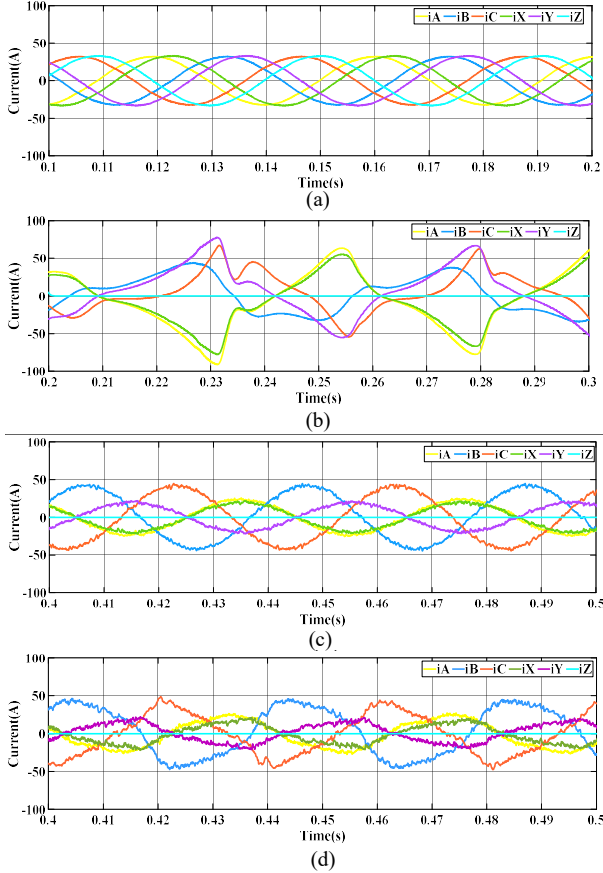 100
iA iB iC iX iY iZ
50
0
-50
-100
Current(A)
0.1 0.11 0.12 0.13 0.14 0.15 0.16 0.17 0.18 0.19 0.2
Time(s)
(a)
100
iA iB iC iX iY iZ
50
0
-50
-100
Current(A)
0.2 0.21 0.22 0.23 0.24 0.25 0.26 0.27 0.28 0.29 0.3
Time(s)
(b)
100
iA iB iC iX iY iZ
50
0
-50
-100
Current(A)
0.4 0.41 0.42 0.43 0.44 0.45 0.46 0.47 0.48 0.49 0.5
Time(s)
(c)
100
iA iB iC iX iY iZ
50
0
-50
-100
Current(A)
0.4 0.41 0.42 0.43 0.44 0.45 0.46 0.47 0.48 0.49 0.5
Time(s)
(d)